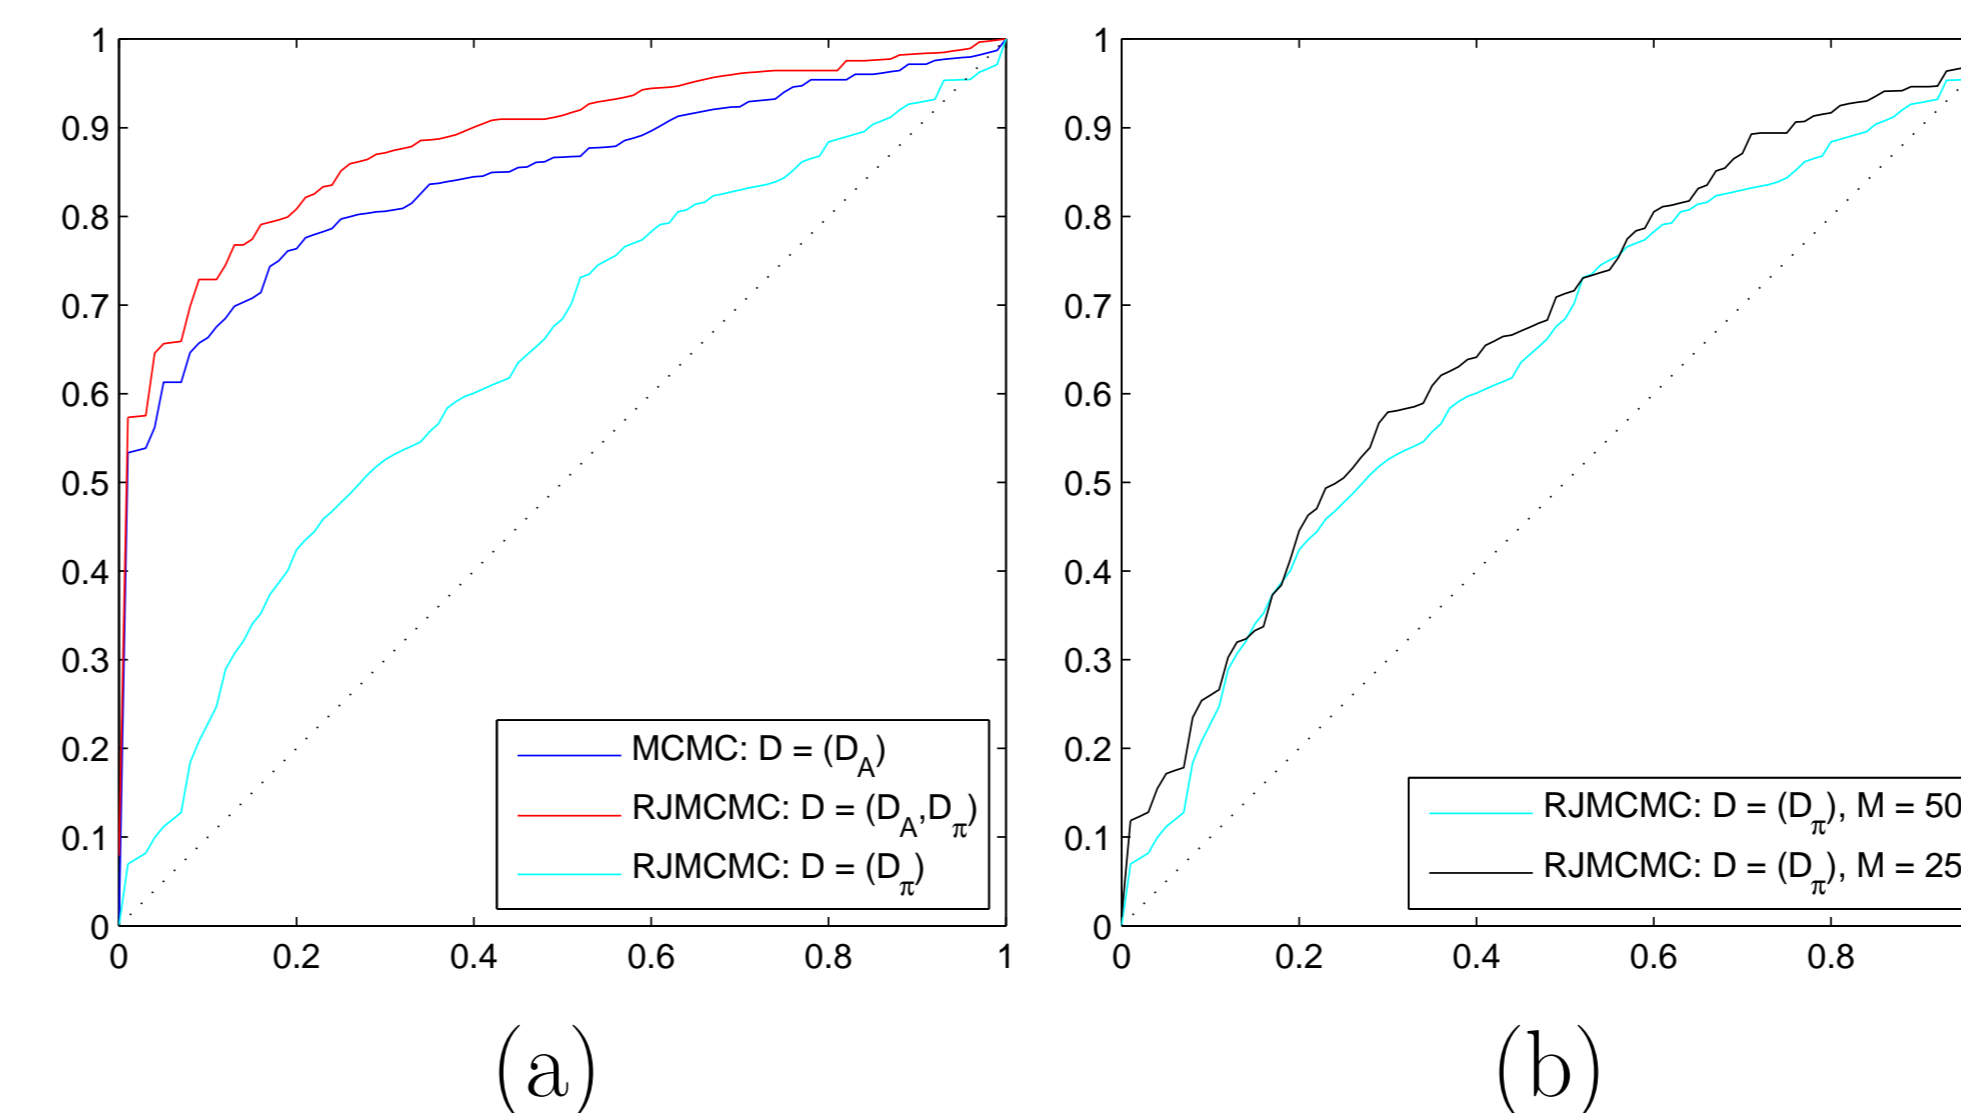 1
0.9
0.8
0.7
0.6
0.5
0.4
0.3
0.2
0.1
0
0 0.2 0.4 0.6 0.8 1
MCMC: D = (D_A)
RJMCMC: D = (D_A,D_π)
RJMCMC: D = (D_π)
(a)
1
0.9
0.8
0.7
0.6
0.5
0.4
0.3
0.2
0.1
0
0 0.2 0.4 0.6 0.8
RJMCMC: D = (D_π), M = 50
RJMCMC: D = (D_π), M = 25
(b)